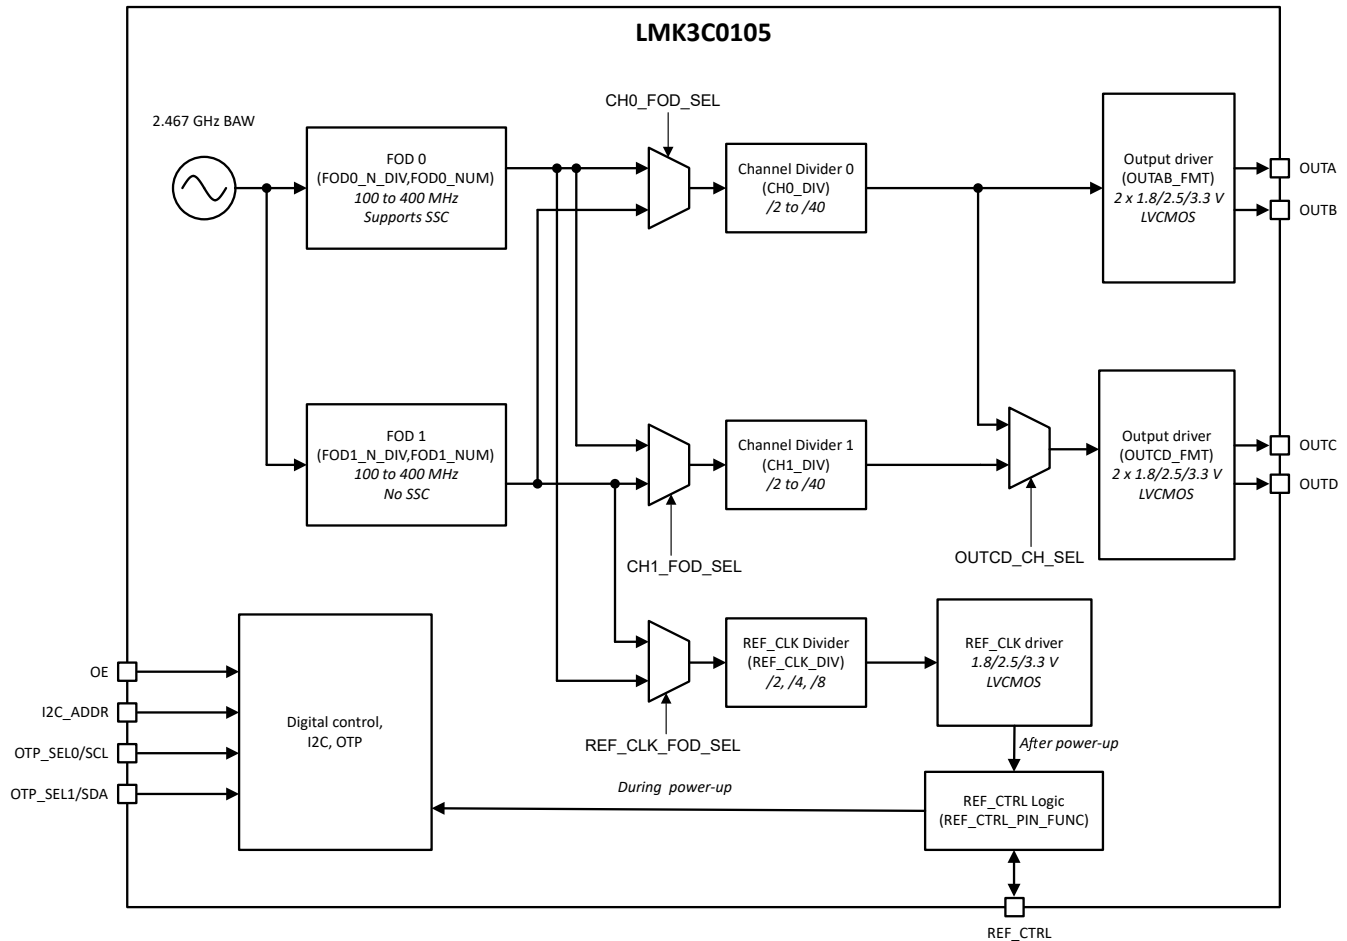 LMK3C0105
CH0_FOD_SEL
2.467 GHz BAW
FOD 0
(FOD0_N_DIV,FOD0_NUM)
100 to 400 MHz
Supports SSC
Channel Divider 0
(CH0_DIV)
/2 to /40
Output driver
(OUTAB_FMT)
2 x 1.8/2.5/3.3 V
LVCMOS
OUTA
OUTB
FOD 1
(FOD1_N_DIV,FOD1_NUM)
100 to 400 MHz
No SSC
Channel Divider 1
(CH1_DIV)
/2 to /40
Output driver
(OUTCD_FMT)
2 x 1.8/2.5/3.3 V
LVCMOS
OUTC
OUTD
CH1_FOD_SEL
OUTCD_CH_SEL
REF_CLK Divider
(REF_CLK_DIV)
/2, /4, /8
REF_CLK driver
1.8/2.5/3.3 V
LVCMOS
OE
I2C_ADDR
OTP_SEL0/SCL
OTP_SEL1/SDA
Digital control,
I2C, OTP
REF_CLK_FOD_SEL
After power-up
During power-up
REF_CTRL Logic
(REF_CTRL_PIN_FUNC)
REF_CTRL